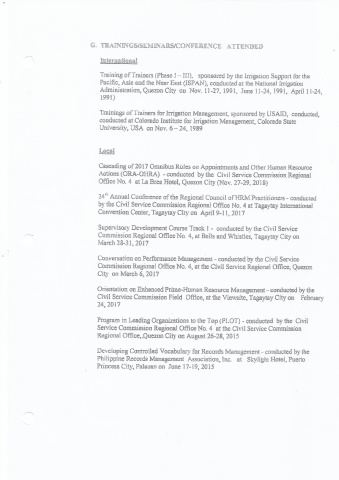 G. TRAININGS/SEMINARS/CONFERENCE ATTENDED
International
Training of Trainers (Phase I – III), sponsored by the Irrigation Support for the
Pacific, Asia and the Near East (ISPAN), conducted at the National Irrigation
Administration, Quezon City on Nov. 11-27, 1991, June 11-24, 1991, April 11-24,
1991)
Trainings of Trainers for Irrigation Management, sponsored by USAID, conducted,
conducted at Colorado Institute for Irrigation Management, Colorado State
University, USA on Nov. 6 – 24, 1989
Local
Cascading of 2017 Omnibus Rules on Appointments and Other Human Resource
Actions (ORA-OHRA) - conducted by the Civil Service Commission Regional
Office No. 4 at La Breza Hotel, Quezon City (Nov. 27-29, 2018)
24th Annual Conference of the Regional Council of HRM Practitioners - conducted
by the Civil Service Commission Regional Office No. 4 at Tagaytay International
Convention Center, Tagaytay City on April 9-11, 2017
Supervisory Development Course Track I - conducted by the Civil Service
Commission Regional Office No. 4, at Bells and Whistles, Tagaytay City on
March 28-31, 2017
Conversation on Performance Management - conducted by the Civil Service
Commission Regional Office No. 4, at the Civil Service Regional Office, Quezon
City on March 6, 2017
Orientation on Enhanced Prime-Human Resource Management - conducted by the
Civil Service Commission Field Office, at the Viewsite, Tagaytay City on February
24, 2017
Program in Leading Organizations to the Top (PLOT) - conducted by the Civil
Service Commission Regional Office No. 4 at the Civil Service Commission
Regional Office, Quezon City on August 26-28, 2015
Developing Controlled Vocabulary for Records Management - conducted by the
Philippine Records Management Association, Inc. at Skylight Hotel, Puerto
Princesa City, Palawan on June 17-19, 2015